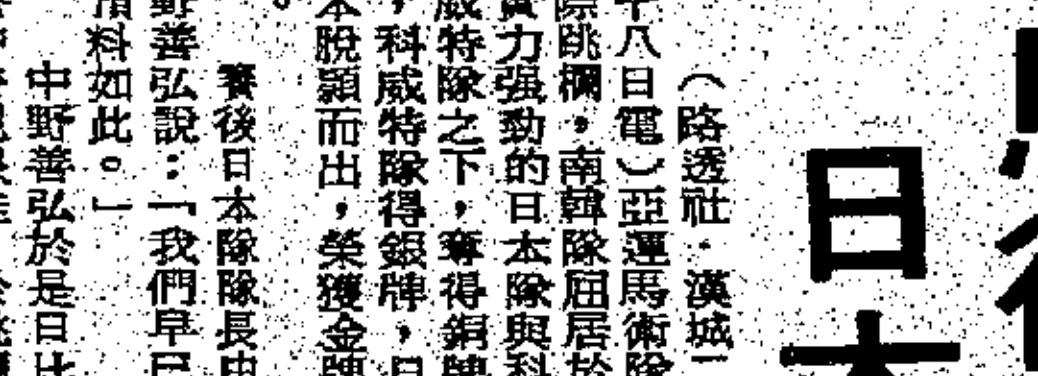 日本
（路透社．漢城
十八日電）亞運馬術隊
際跳欄，南韓隊屈居於
實力强勁的日本隊與科
威特隊之下，奪得銅牌
，科威特隊得銀牌，日
本脫穎而出，榮獲金牌
。
賽後日本隊隊長中
野善弘說：「我們早已
預料如此。」
中野善弘於是日比